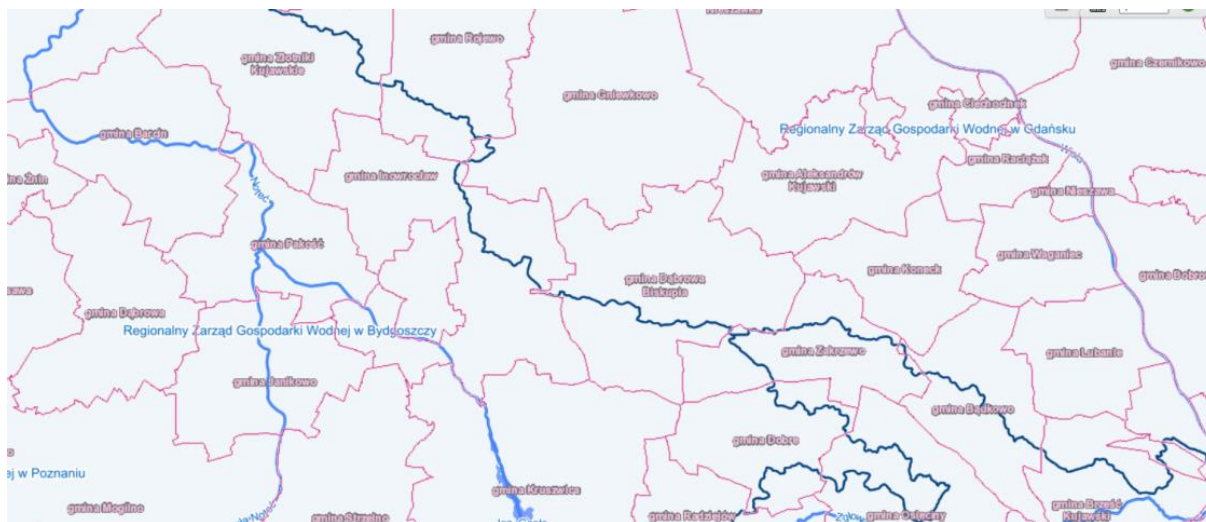 gmina Rojewo
gmina Złotniki
Kujawskie
gmina Czernikowo
gmina Gniewkowo
gmina Ciechocinek
gmina Barcin
Regionalny Zarząd Gospodarki Wodnej w Gdańsku
gmina Raciążek
gmina Inowrocław
gmina Aleksandrów
Kujawski
ina Żnin
gmina Nieszawa
Noteć
gmina Pakość
gmina Waganiec
gmina Koneck
gmina Bobro
gmina Dąbrowa
Biskupia
gmina Dąbrowa
Regionalny Zarząd Gospodarki Wodnej w Bydgoszczy
gmina Zakrzewo
gmina Lubanie
gmina Janikowo
gmina Bądkowo
gmina Dobre
ej w Poznaniu
gmina Kruszwica
gmina Brześć
Kujawski
gmina Mogilno
gmina Strzelno
gmina Radziejów
gmina Osięciny